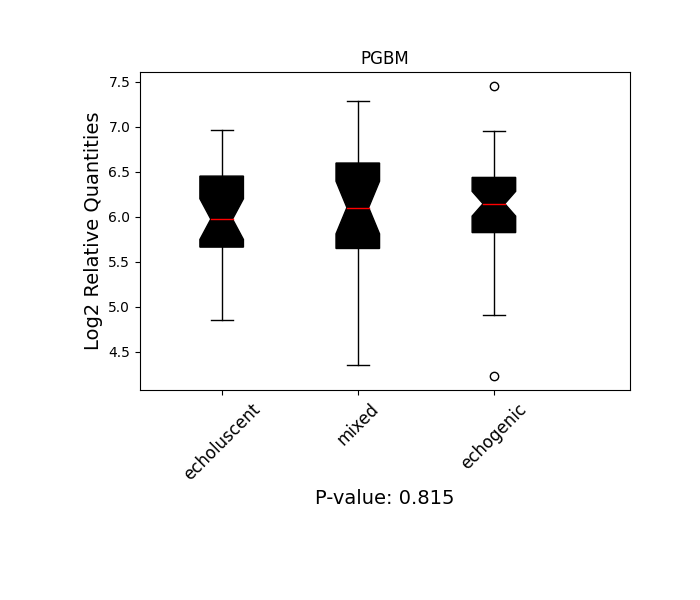 PGBM
Log2 Relative Quantities
7.5
7.0
6.5
6.0
5.5
5.0
4.5
echoluscent
mixed
echogenic
P-value: 0.815